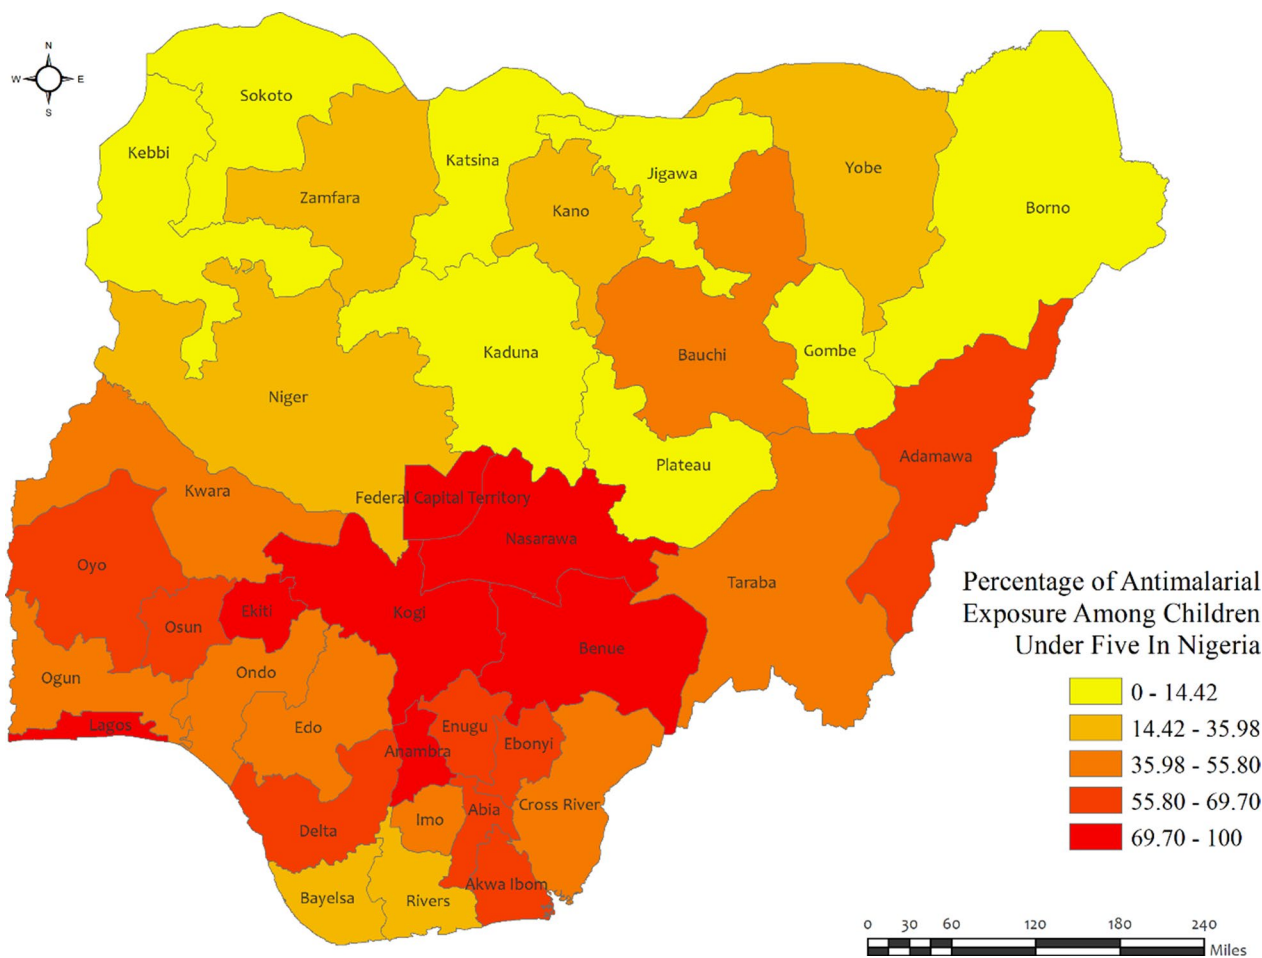 N
W E
S
Sokoto
Kebbi
Katsina
Zamfara
Kano
Jigawa
Yobe
Borno
Kaduna
Bauchi
Gombe
Niger
Adamawa
Plateau
Kwara
Federal Capital Territory
Nasarawa
Oyo
Taraba
Ekiti
Kogi
Osun
Benue
Ogun
Ondo
Lagos
Edo
Enugu
Anambra
Ebonyi
Delta
Imo
Abia
Cross River
Bayelsa
Rivers
Akwa Ibom
Percentage of Antimalarial
Exposure Among Children
Under Five In Nigeria
0 - 14.42
14.42 - 35.98
35.98 - 55.80
55.80 - 69.70
69.70 - 100
0 30 60 120 180 240
Miles